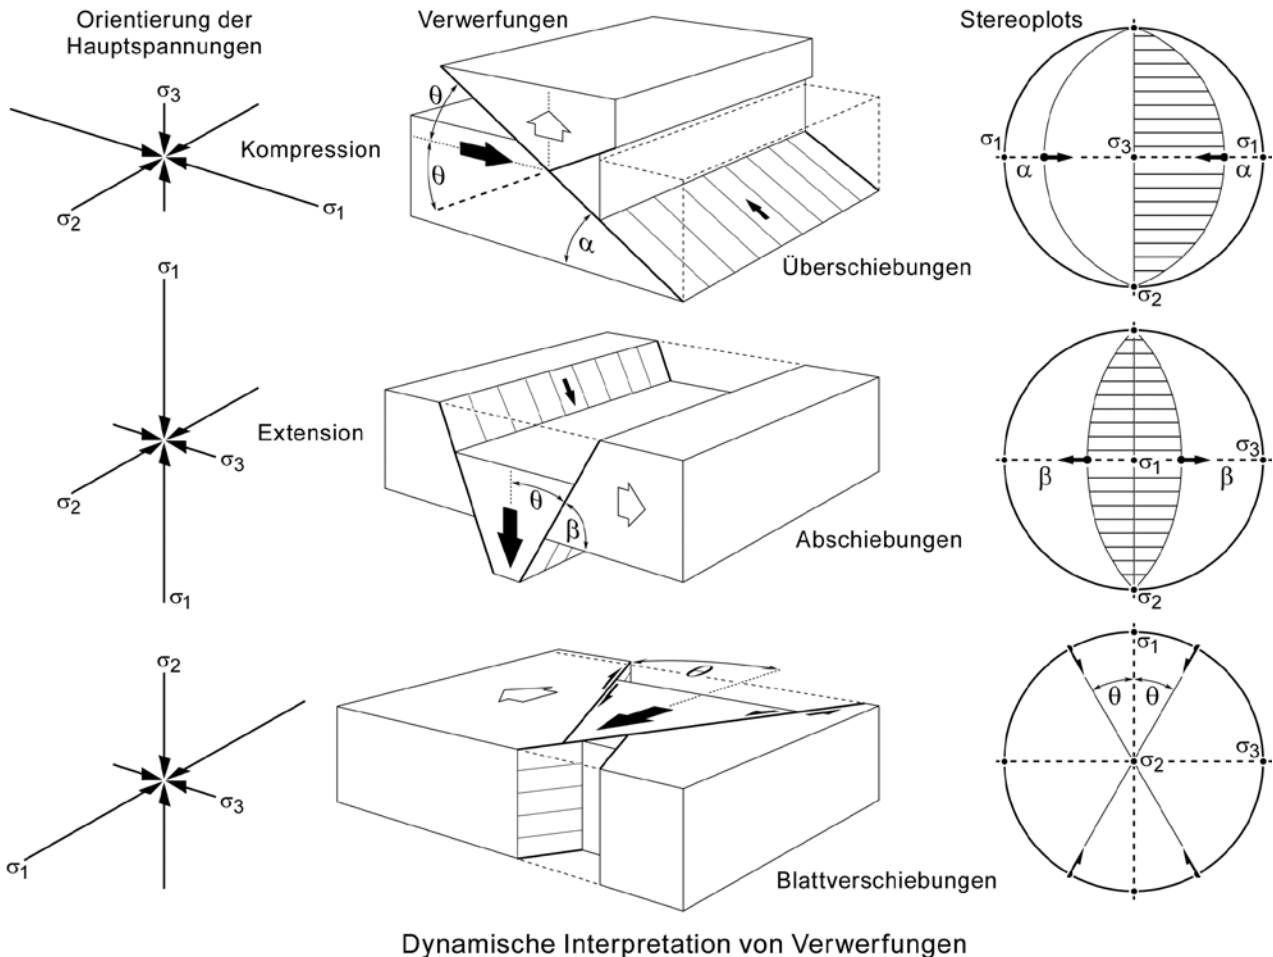 Orientierung der
Hauptspannungen
Verwerfungen
Stereoplots
σ3
σ2
σ1
Kompression
θ
θ
α
Überschiebungen
σ1
σ3
σ1
α
α
σ2
σ1
σ3
σ2
σ1
Extension
θ
β
Abschiebungen
σ3
σ1
β
β
σ2
σ2
σ3
σ1
θ
Blattverschiebungen
σ1
θ
θ
σ3
σ2
Dynamische Interpretation von Verwerfungen